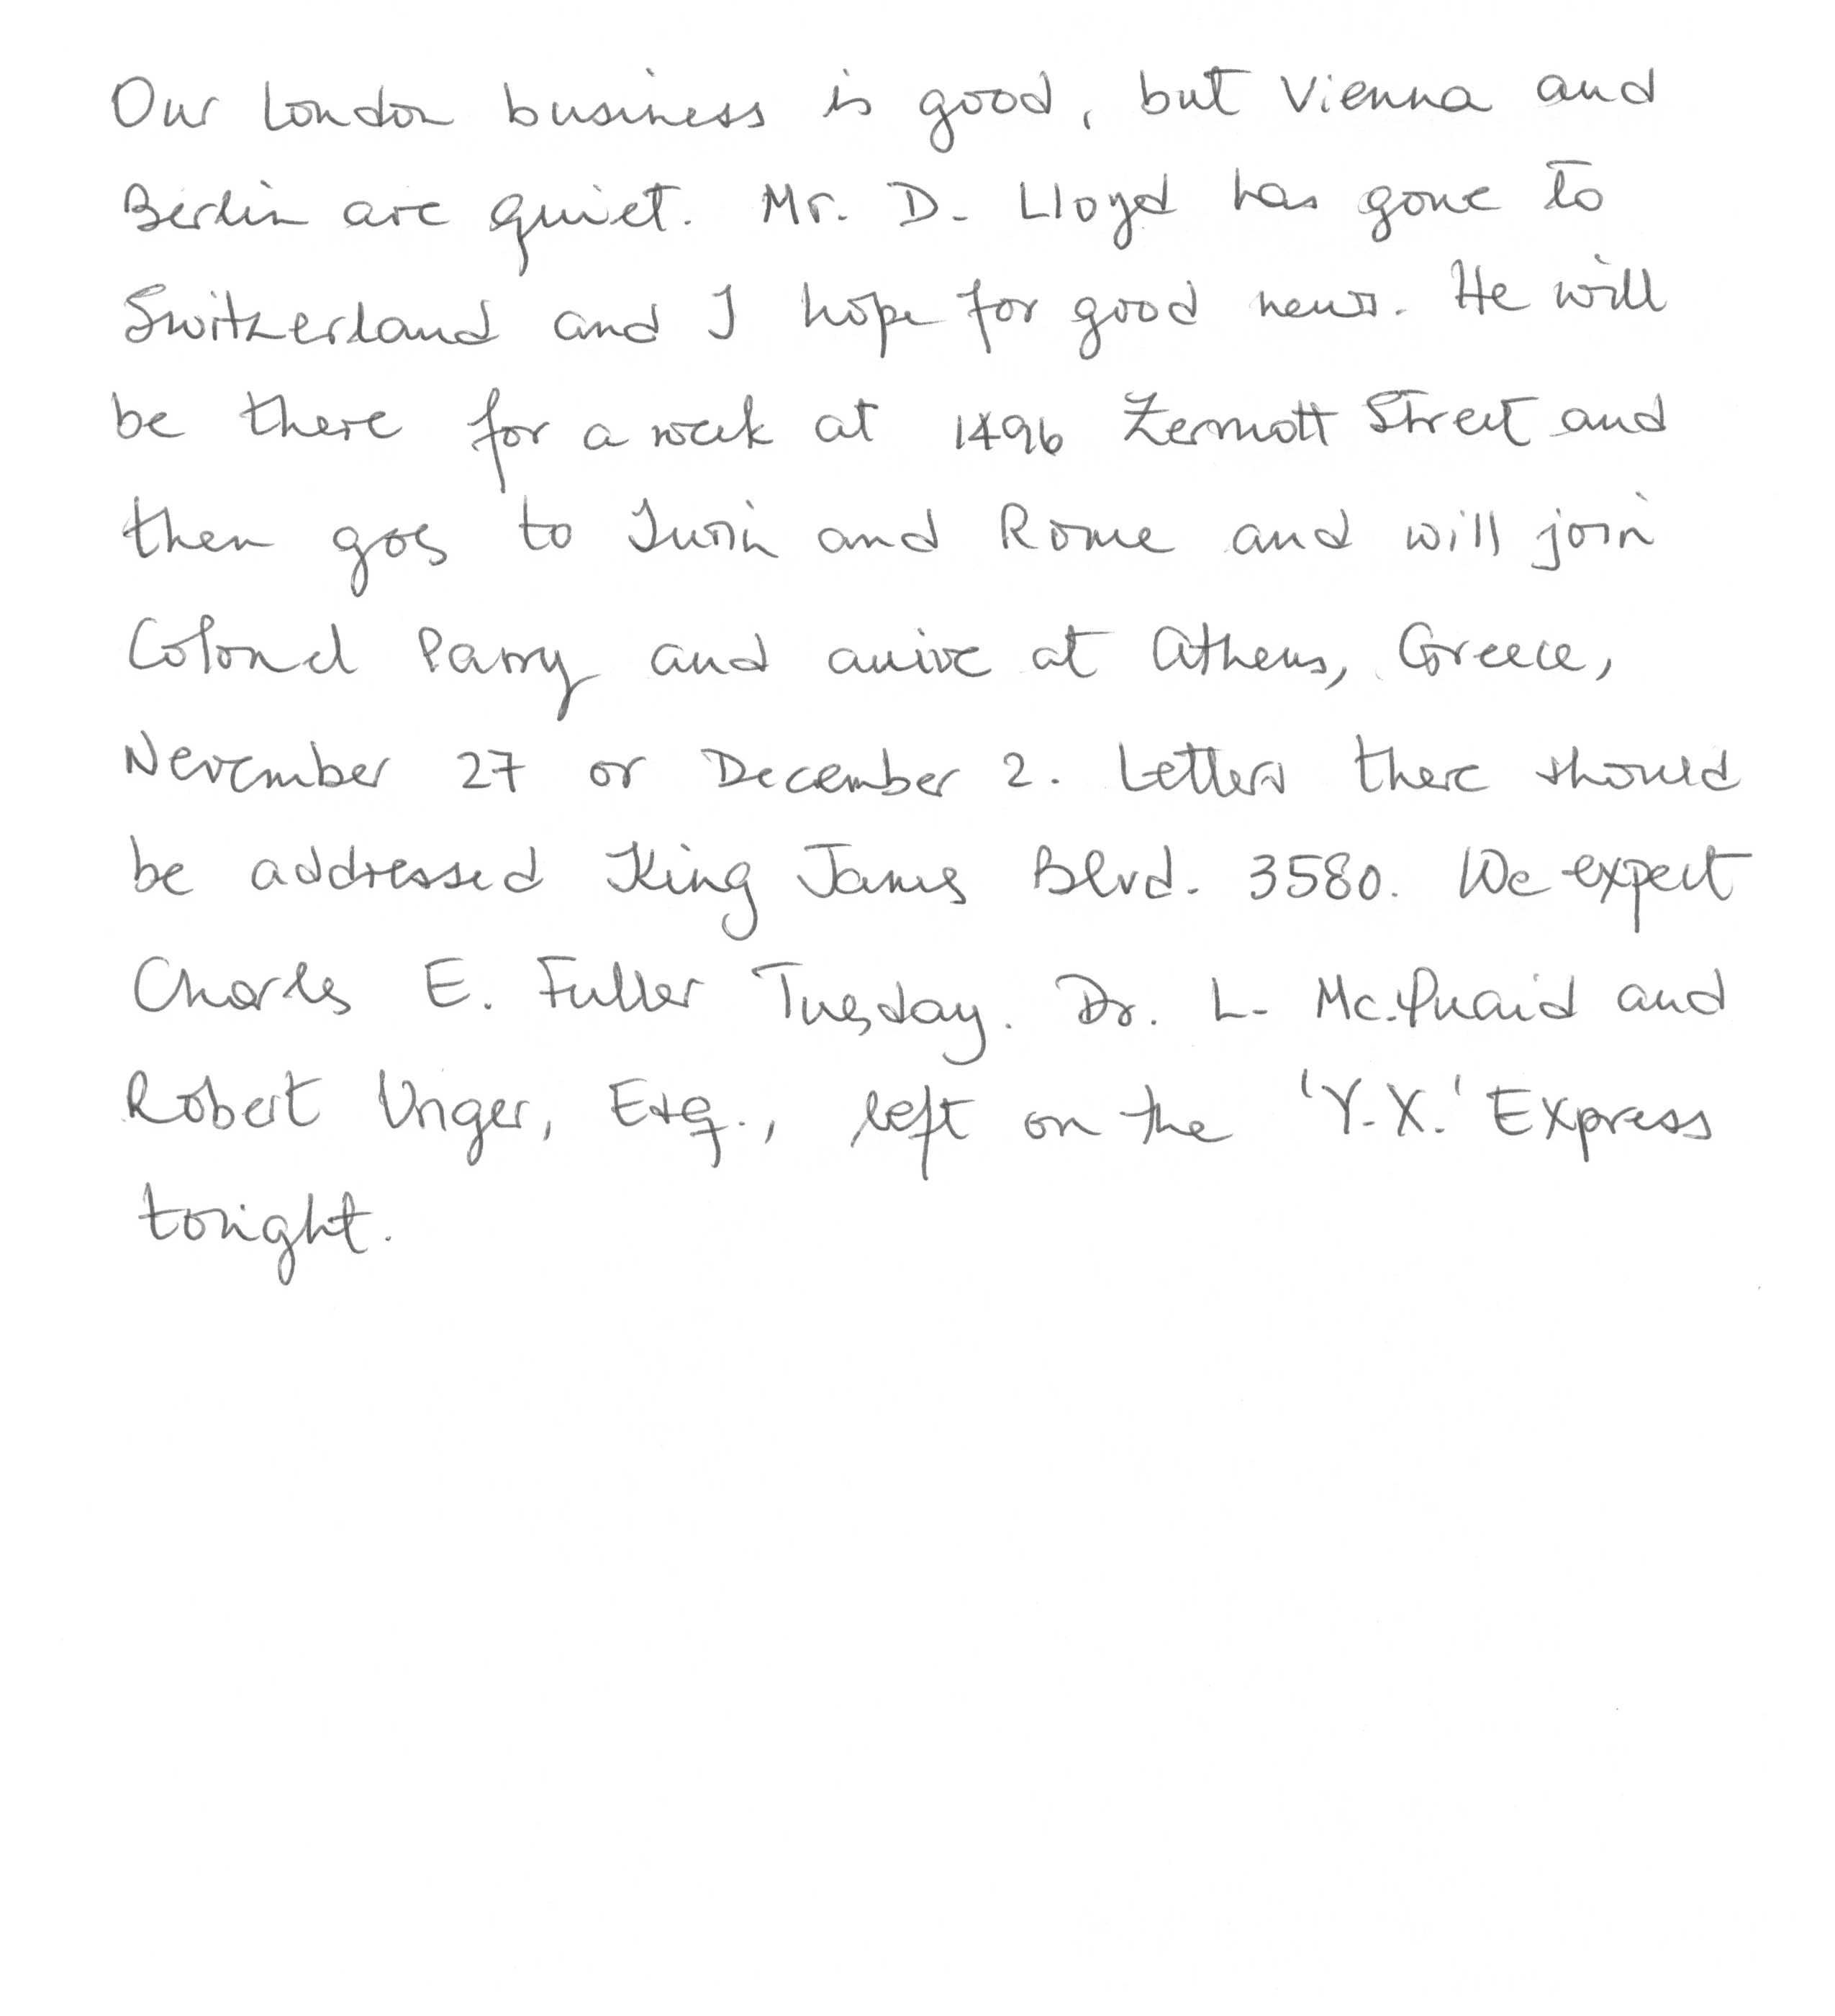 Our London business is good, but Vienna and
Berlin are quiet. Mr. D. Lloyd has gone to
Switzerland and I hope for good news. He will
be there for a week at 1496 Zermott Street and
then goes to Turin and Rome and will join
Colonel Parry and arrive at Athens, Greece,
November 27 or December 2. Letters there should
be addressed King James Blvd. 3580. We expect
Charles E. Fuller Tuesday. Dr. L. McQuaid and
Robert Unger, Esq., left on the 'Y.X.' Express
tonight.